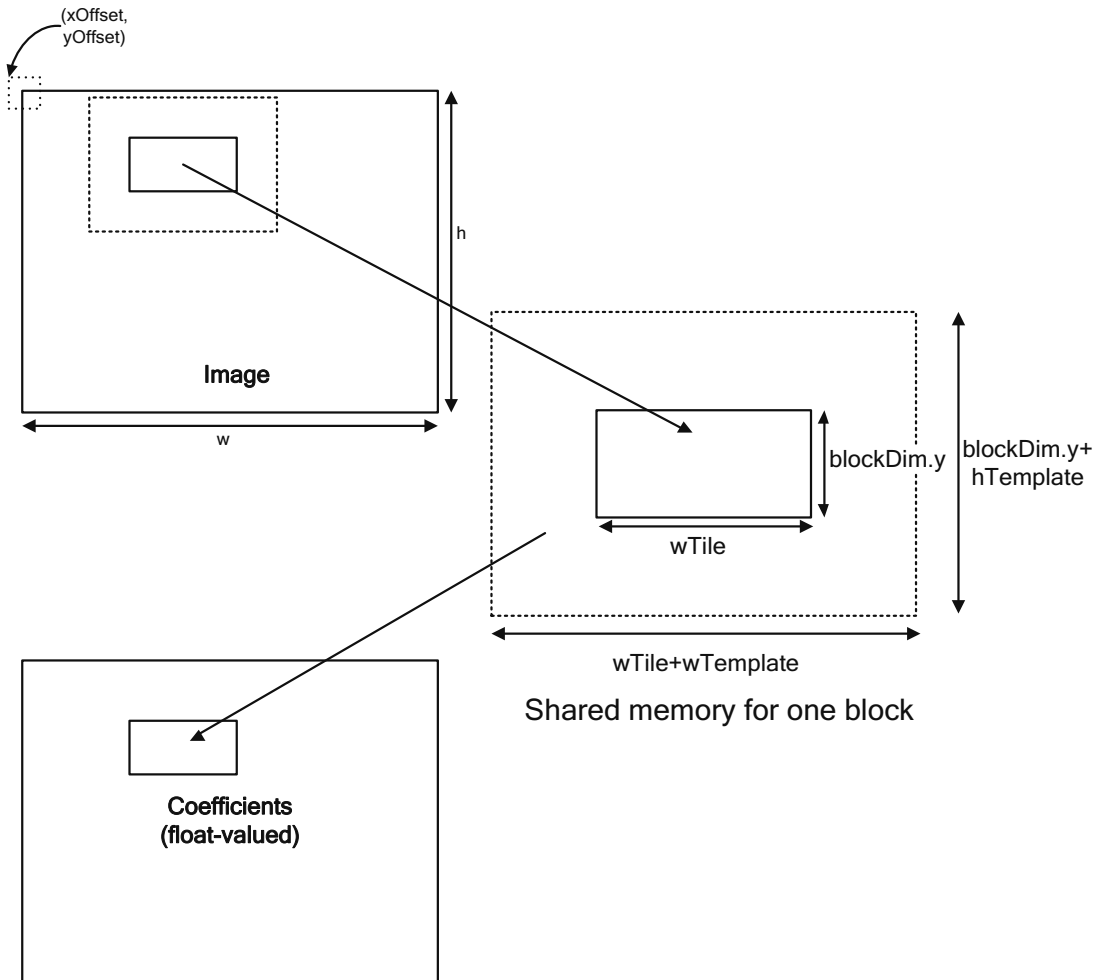 (xOffset,
yOffset)
h
Image
w
blockDim.y
blockDim.y+
hTemplate
wTile
wTile+wTemplate
Shared memory for one block
Coefficients
(float-valued)